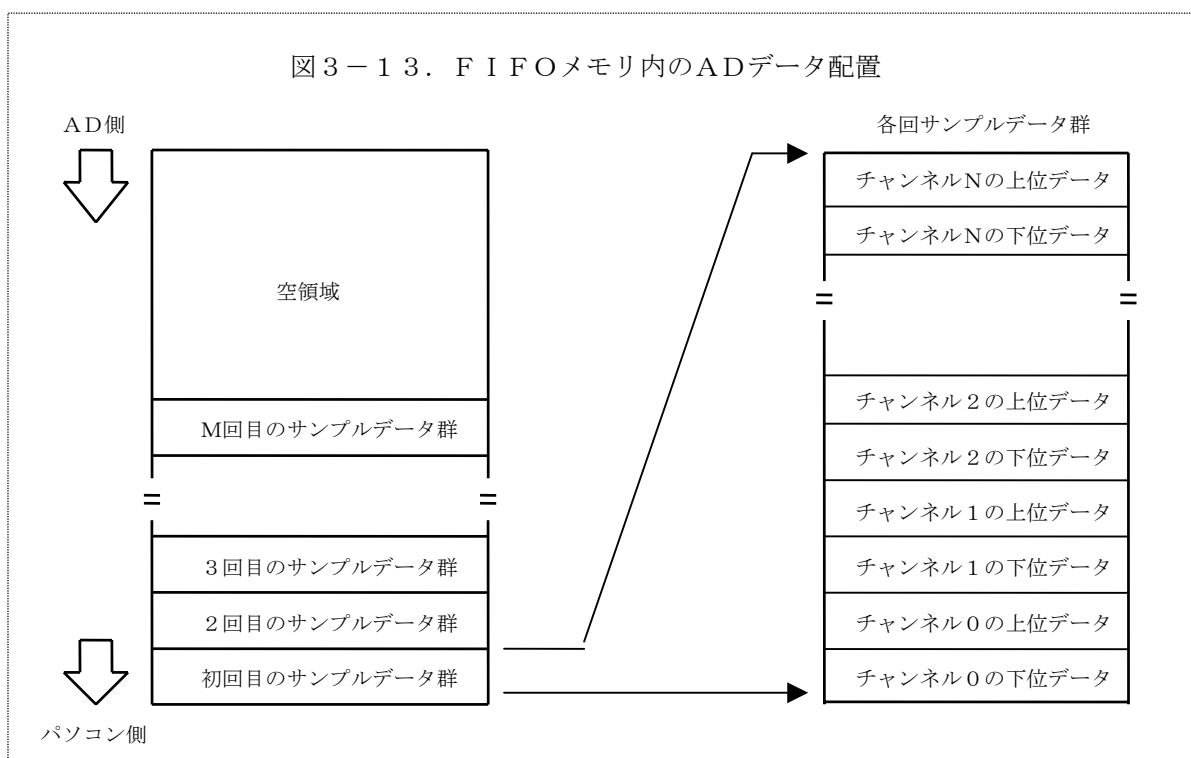 図3-13．ＦＩＦＯメモリ内のＡＤデータ配置
ＡＤ側
空領域
M回目のサンプルデータ群
=
=
３回目のサンプルデータ群
２回目のサンプルデータ群
初回目のサンプルデータ群
パソコン側
各回サンプルデータ群
チャンネルＮの上位データ
チャンネルＮの下位データ
=
=
チャンネル２の上位データ
チャンネル２の下位データ
チャンネル１の上位データ
チャンネル１の下位データ
チャンネル０の上位データ
チャンネル０の下位データ